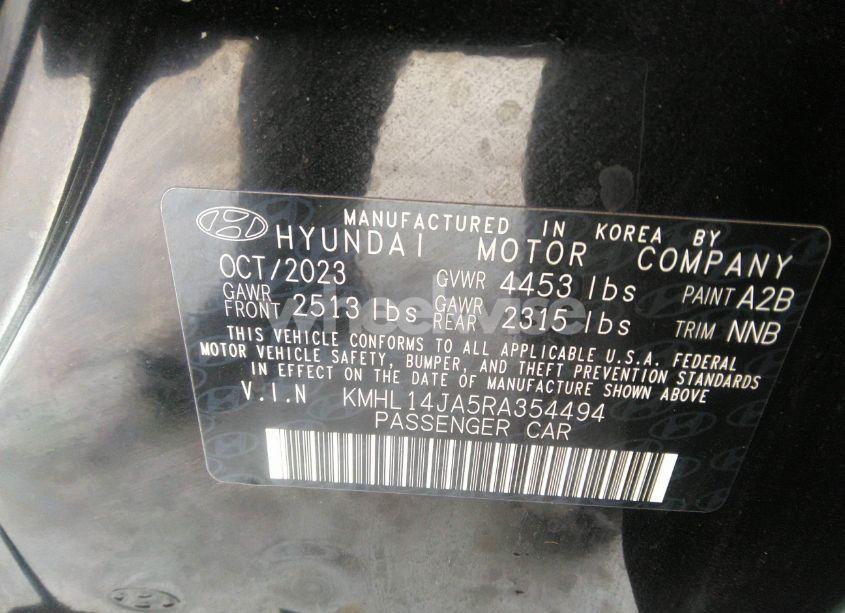 MANUFACTURED IN KOREA BY
HYUNDAI MOTOR COMPANY
OCT/2023 GVWR 4453 lbs PAINT A2B
GAWR FRONT 2513 lbs GAWR REAR 2315 lbs TRIM NNB
THIS VEHICLE CONFORMS TO ALL APPLICABLE U.S.A. FEDERAL
MOTOR VEHICLE SAFETY, BUMPER, AND THEFT PREVENTION STANDARDS
IN EFFECT ON THE DATE OF MANUFACTURE SHOWN ABOVE
V.I.N KMHL14JA5RA354494
PASSENGER CAR